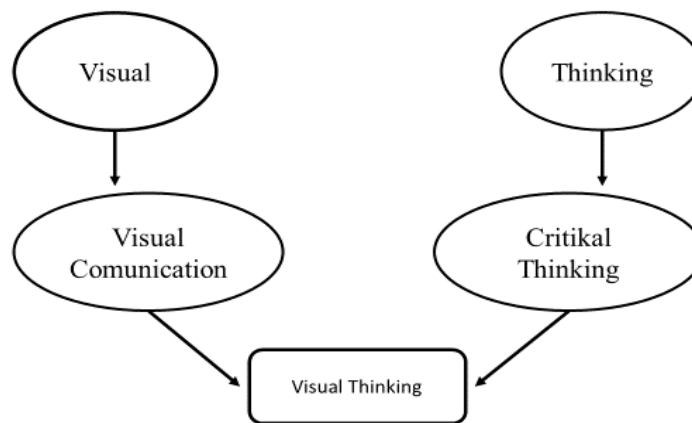 Visual
Thinking
Visual
Comunication
Critikal
Thinking
Visual Thinking